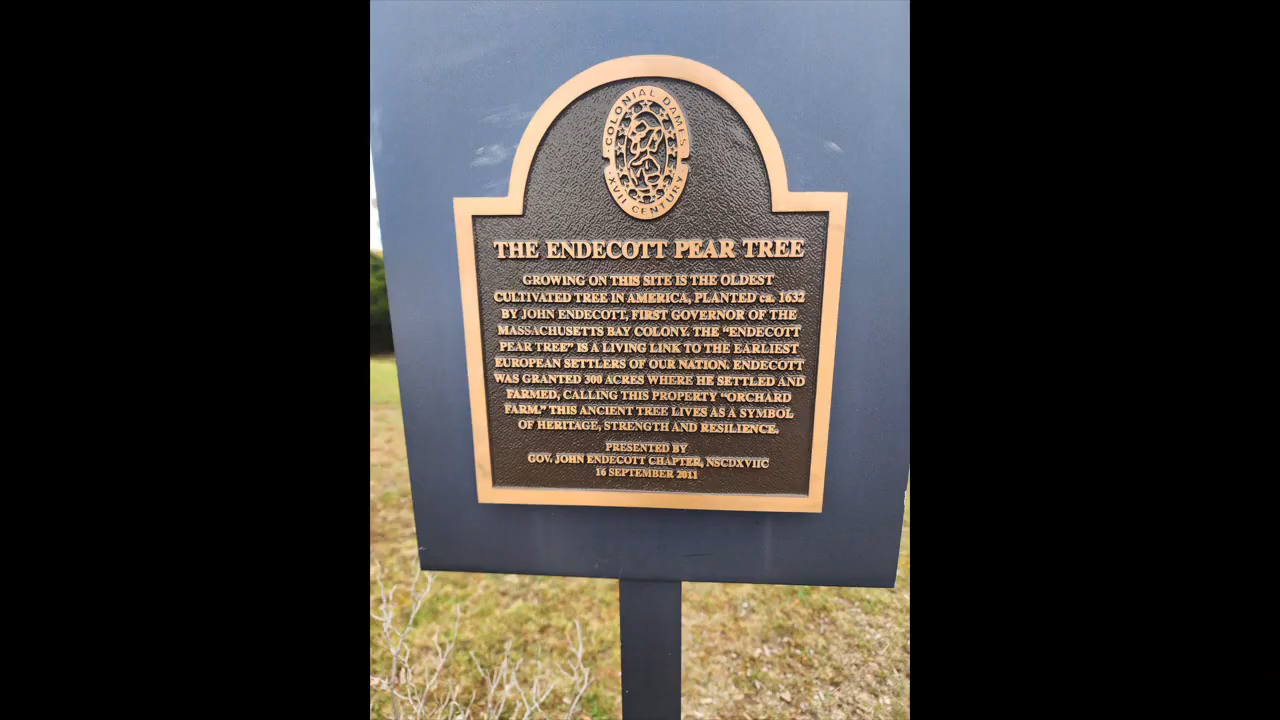 COLONIAL DAMES
XVII CENTURY
THE ENDECOTT PEAR TREE
GROWING ON THIS SITE IS THE OLDEST
CULTIVATED TREE IN AMERICA, PLANTED ca. 1632
BY JOHN ENDECOTT, FIRST GOVERNOR OF THE
MASSACHUSETTS BAY COLONY. THE "ENDECOTT
PEAR TREE" IS A LIVING LINK TO THE EARLIEST
EUROPEAN SETTLERS OF OUR NATION. ENDECOTT
WAS GRANTED 300 ACRES WHERE HE SETTLED AND
FARMED, CALLING THIS PROPERTY "ORCHARD
FARM." THIS ANCIENT TREE LIVES AS A SYMBOL
OF HERITAGE, STRENGTH AND RESILIENCE.
PRESENTED BY
GOV. JOHN ENDECOTT CHAPTER, NSCDXVIIC
16 SEPTEMBER 2011